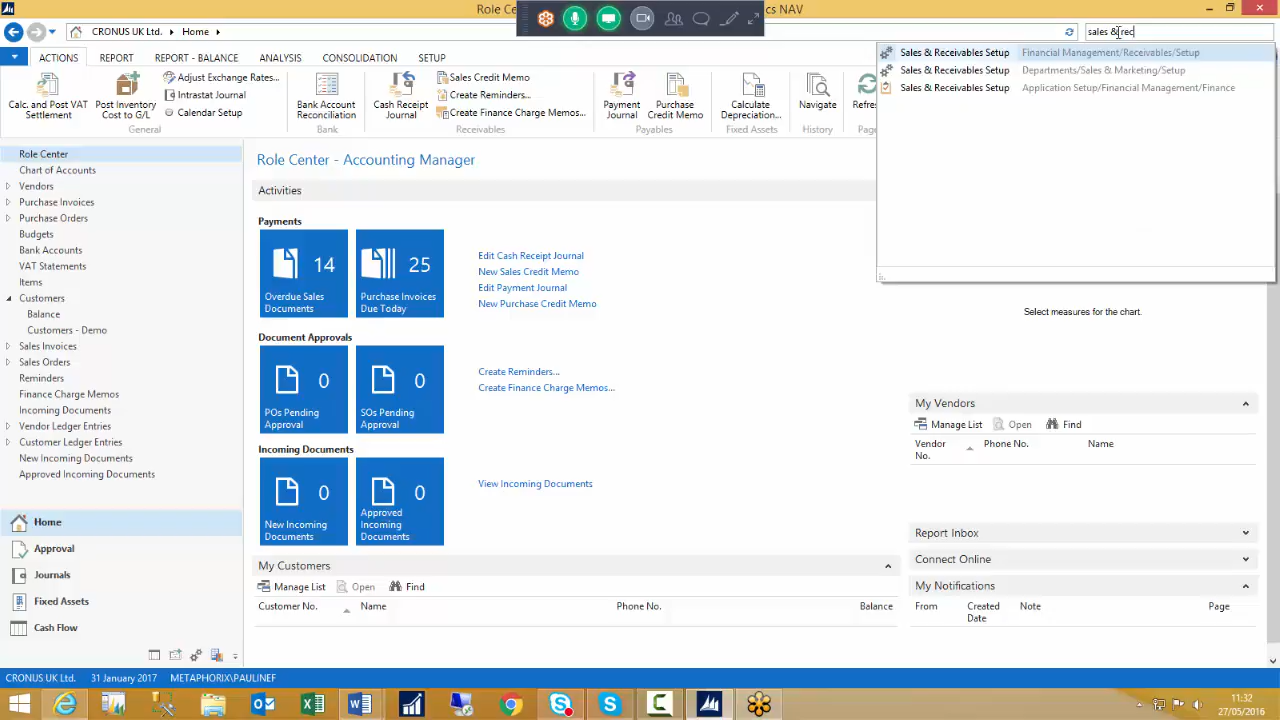 Role Ce
cs NAV
CRONUS UK Ltd.
Home
sales & rec
ACTIONS
REPORT
REPORT - BALANCE
ANALYSIS
CONSOLIDATION
SETUP
Sales & Receivables Setup Financial Management/Receivables/Setup
Sales & Receivables Setup Departments/Sales & Marketing/Setup
Sales & Receivables Setup Application Setup/Financial Management/Finance
Calc. and Post VAT Settlement
Post Inventory Cost to G/L
Adjust Exchange Rates...
Intrastat Journal
Calendar Setup
General
Bank Account Reconciliation
Bank
Cash Receipt Journal
Sales Credit Memo
Create Reminders...
Create Finance Charge Memos...
Receivables
Payment Journal
Purchase Credit Memo
Payables
Calculate Depreciation...
Fixed Assets
Navigate
History
Refre
Pag
Role Center
Chart of Accounts
Vendors
Purchase Invoices
Purchase Orders
Budgets
Bank Accounts
VAT Statements
Items
Customers
Balance
Customers - Demo
Sales Invoices
Sales Orders
Reminders
Finance Charge Memos
Incoming Documents
Vendor Ledger Entries
Customer Ledger Entries
New Incoming Documents
Approved Incoming Documents
Home
Approval
Journals
Fixed Assets
Cash Flow
Role Center - Accounting Manager
Activities
Payments
14
Overdue Sales
Documents
25
Purchase Invoices
Due Today
Edit Cash Receipt Journal
New Sales Credit Memo
Edit Payment Journal
New Purchase Credit Memo
Document Approvals
0
POs Pending
Approval
0
SOs Pending
Approval
Create Reminders...
Create Finance Charge Memos...
Incoming Documents
0
New Incoming
Documents
0
Approved
Incoming
Documents
View Incoming Documents
My Customers
Manage List
Open
Find
Customer No.
Name
Phone No.
Balance
Select measures for the chart.
My Vendors
Manage List
Open
Find
Vendor
No.
Phone No.
Name
Report Inbox
Connect Online
My Notifications
From
Created
Date
Note
Page
CRONUS UK Ltd.
31 January 2017
METAPHORIX\PAULINEF
11:32
27/05/2016